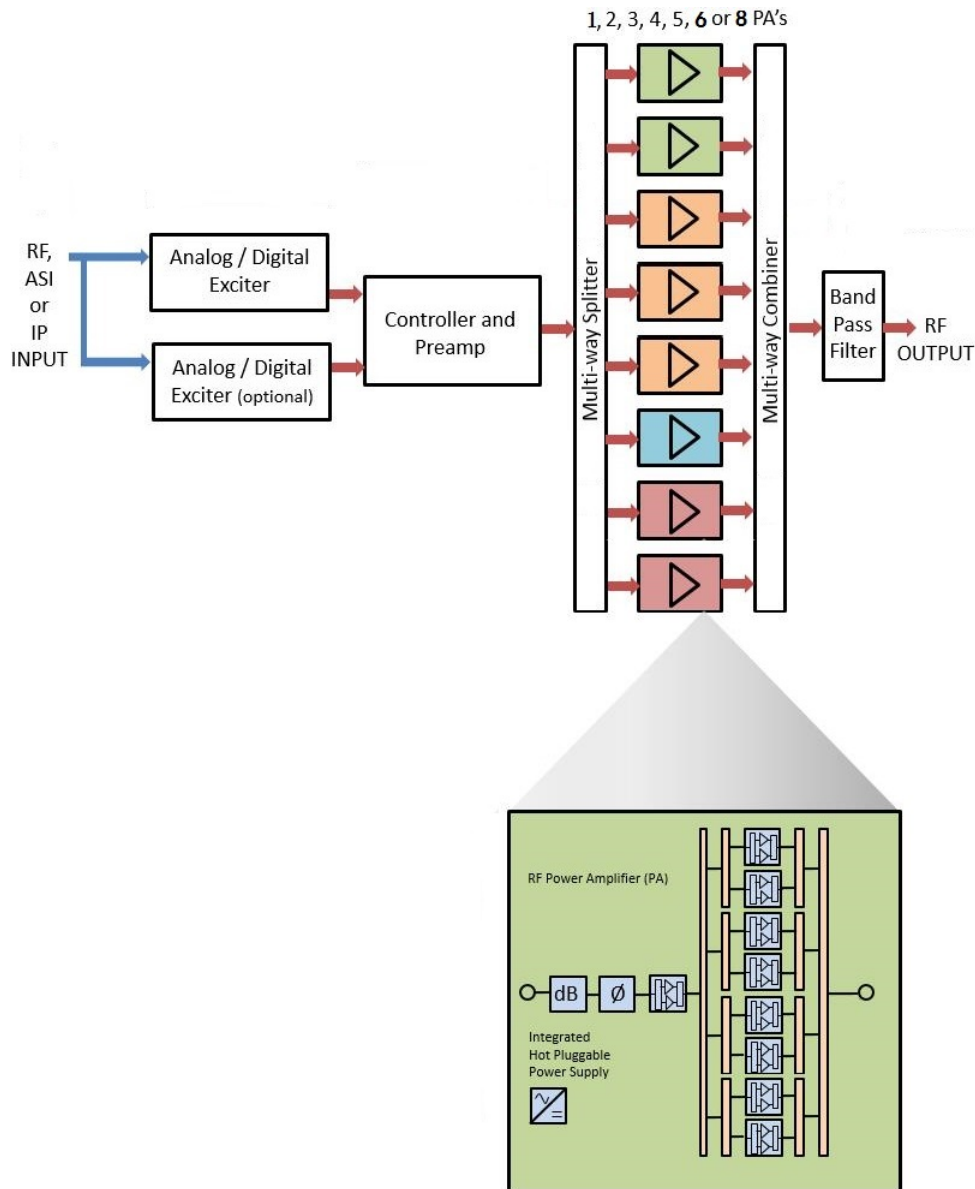 1, 2, 3, 4, 5, 6 or 8 PA's
RF,
ASI
or
IP
INPUT
Analog / Digital
Exciter
Analog / Digital
Exciter (optional)
Controller and
Preamp
Multi-way Splitter
Multi-way Combiner
Band
Pass
Filter
RF
OUTPUT
RF Power Amplifier (PA)
dB
Ø
Integrated
Hot Pluggable
Power Supply